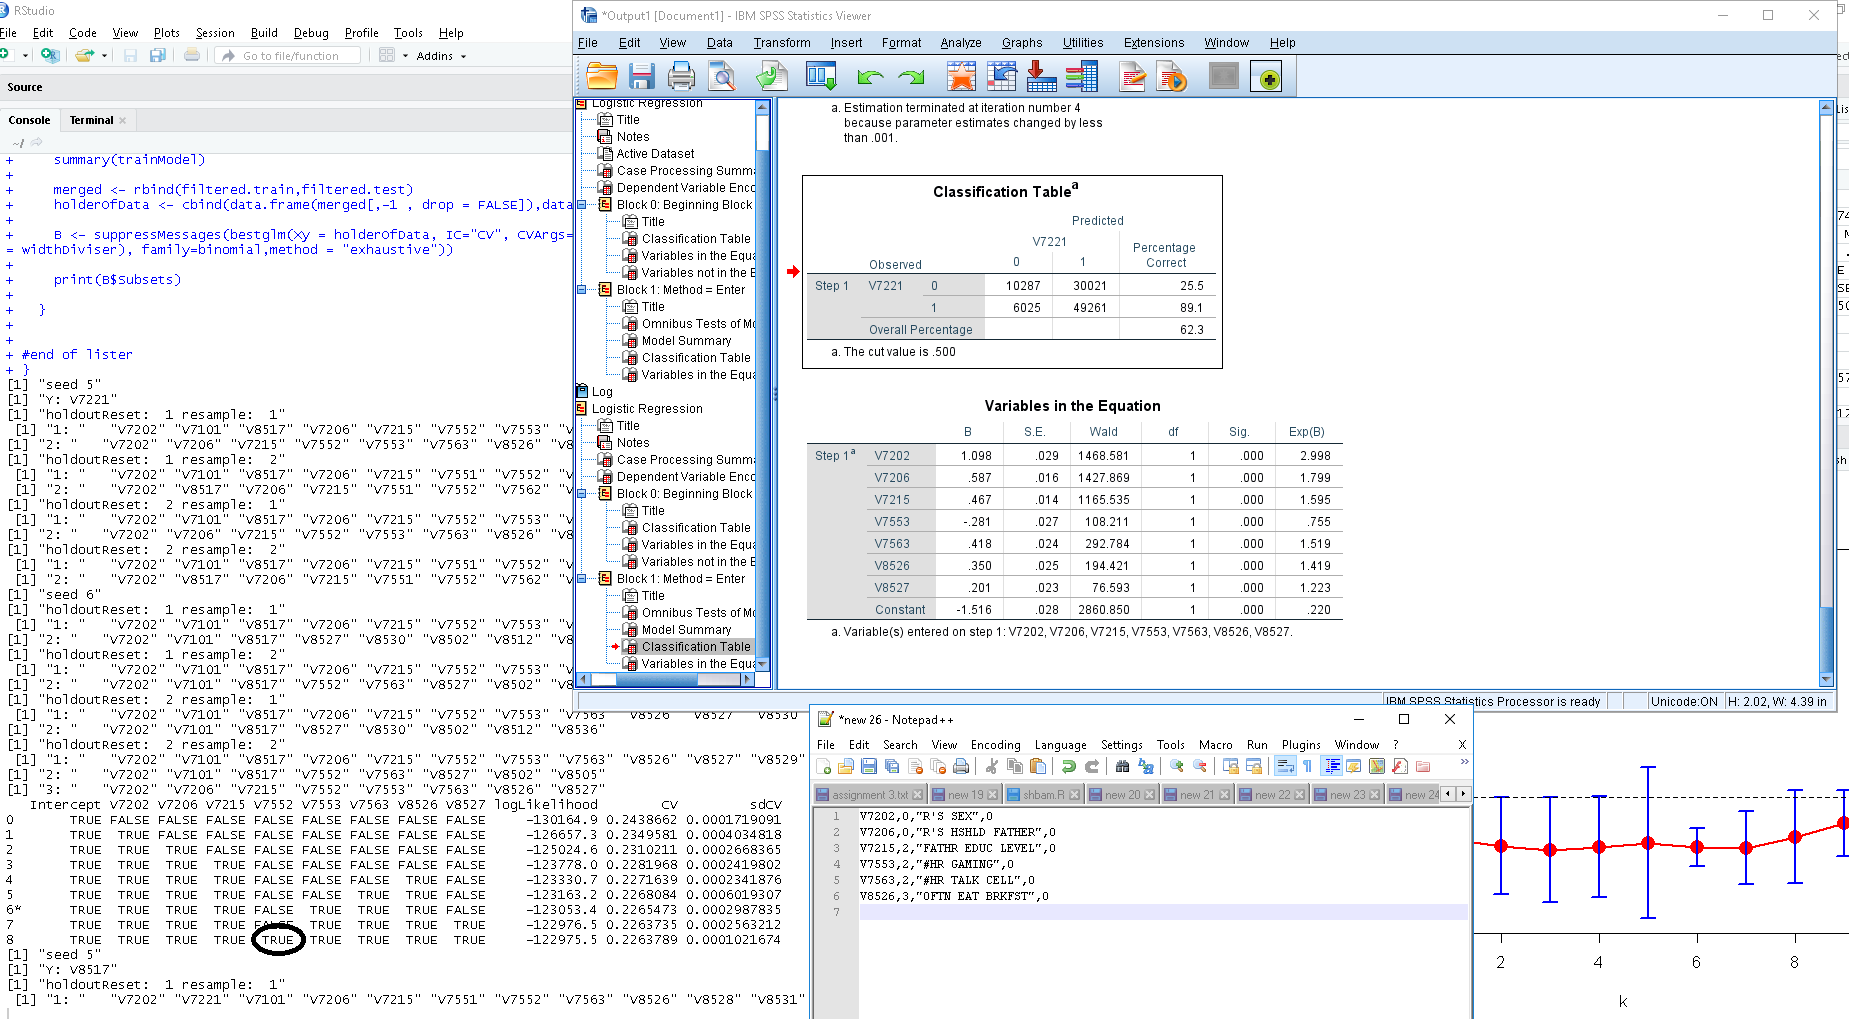 RStudio
File Edit Code View Plots Session Build Debug Profile Tools Help
Go to file/function Addins
Source
Console Terminal
~/
+ summary(trainModel)
+
+ merged <- rbind(filtered.train,filtered.test)
+ holderOfData <- cbind(data.frame(merged[,-1 , drop = FALSE]),data
+
+ B <- suppressMessages(bestglm(Xy = holderOfData, IC="CV", CVArgs=
= widthDiviser), family=binomial,method = "exhaustive"))
+
+ print(B$Subsets)
+
+ }
+
+
+ #end of lister
+ }
[1] "seed 5"
[1] "Y: v7221"
[1] "holdoutReset: 1 resample: 1"
[1] "1: " "v7202" "v7101" "v8517" "v7206" "v7215" "v7552" "v7553" "v
[1] "2: " "v7202" "v7206" "v7215" "v7552" "v7553" "v7563" "v8526" "v8
[1] "holdoutReset: 1 resample: 2"
[1] "1: " "v7202" "v7101" "v8517" "v7206" "v7215" "v7552" "v7553" "v
[1] "2: " "v7202" "v8517" "v7206" "v7215" "v7551" "v7552" "v7562" "v
[1] "holdoutReset: 2 resample: 1"
[1] "1: " "v7202" "v7101" "v8517" "v7206" "v7215" "v7552" "v7553" "v
[1] "2: " "v7202" "v7206" "v7215" "v7552" "v7553" "v7563" "v8526" "v8
[1] "holdoutReset: 2 resample: 2"
[1] "1: " "v7202" "v7101" "v8517" "v7206" "v7215" "v7551" "v7552" "v
[1] "2: " "v7202" "v8517" "v7206" "v7215" "v7551" "v7552" "v7562" "v
[1] "seed 6"
[1] "holdoutReset: 1 resample: 1"
[1] "1: " "v7202" "v7101" "v8517" "v7206" "v7215" "v7552" "v7553" "v
[1] "2: " "v7202" "v7101" "v8517" "v8527" "v8530" "v8502" "v8512" "v8
[1] "holdoutReset: 1 resample: 2"
[1] "1: " "v7202" "v7101" "v8517" "v7206" "v7215" "v7552" "v7553" "v
[1] "2: " "v7202" "v7101" "v8517" "v7552" "v7563" "v8527" "v8502" "v8
[1] "holdoutReset: 2 resample: 1"
[1] "1: " "v7202" "v7101" "v8517" "v7206" "v7215" "v7552" "v7553" "v7563 "v8526 "v8527 "v8530
[1] "2: " "v7202" "v7101" "v8517" "v8527" "v8530" "v8502" "v8512" "v8536"
[1] "holdoutReset: 2 resample: 2"
[1] "1: " "v7202" "v7101" "v8517" "v7206" "v7215" "v7552" "v7553" "v7563" "v8526" "v8527" "v8529"
[1] "2: " "v7202" "v7101" "v8517" "v7552" "v7563" "v8527" "v8502" "v8505"
[1] "3: " "v7202" "v7206" "v7215" "v7552" "v7553" "v7563" "v8526" "v8527"
Intercept v7202 v7206 v7215 v7552 v7553 v7563 v8526 v8527 logLikelihood CV sdCV
0 TRUE FALSE FALSE FALSE FALSE FALSE FALSE FALSE FALSE -130164.9 0.2438662 0.0001719091
1 TRUE TRUE FALSE FALSE FALSE FALSE FALSE FALSE FALSE -126657.3 0.2349581 0.0004034818
2 TRUE TRUE TRUE FALSE FALSE FALSE FALSE FALSE FALSE -125024.6 0.2310211 0.0002668365
3 TRUE TRUE TRUE TRUE FALSE FALSE FALSE FALSE FALSE -123778.0 0.2281968 0.0002419802
4 TRUE TRUE TRUE TRUE FALSE FALSE FALSE TRUE FALSE -123330.7 0.2271639 0.0002341876
5 TRUE TRUE TRUE TRUE FALSE FALSE TRUE TRUE FALSE -123163.2 0.2268084 0.0006019307
6* TRUE TRUE TRUE TRUE FALSE TRUE TRUE TRUE FALSE -123053.4 0.2265473 0.0002987835
7 TRUE TRUE TRUE TRUE FALSE TRUE TRUE TRUE TRUE -122976.5 0.2263735 0.0002563212
8 TRUE TRUE TRUE TRUE TRUE TRUE TRUE TRUE TRUE -122975.5 0.2263789 0.0001021674
[1] "seed 5"
[1] "Y: v8517"
[1] "holdoutReset: 1 resample: 1"
[1] "1: " "v7202" "v7221" "v7101" "v7206" "v7215" "v7551" "v7552" "v7563" "v8526" "v8528" "v8531"
*Output1 [Document1] - IBM SPSS Statistics Viewer
File Edit View Data Transform Insert Format Analyze Graphs Utilities Extensions Window Help
Logistic Regression
Title
Notes
Active Dataset
Case Processing Summa
Dependent Variable Enco
Block 0: Beginning Block
Title
Classification Table
Variables in the Equa
Variables not in the E
Block 1: Method = Enter
Title
Omnibus Tests of Mo
Model Summary
Classification Table
Variables in the Equa
Log
Logistic Regression
Title
Notes
Case Processing Summa
Dependent Variable Enco
Block 0: Beginning Block
Title
Classification Table
Variables in the Equa
Variables not in the E
Block 1: Method = Enter
Title
Omnibus Tests of Mo
Model Summary
Classification Table
Variables in the Equa
a. Estimation terminated at iteration number 4
because parameter estimates changed by less
than .001.
Classification Table a
Predicted
V7221 Percentage
Observed 0 1 Correct
Step 1 V7221 0 10287 30021 25.5
1 6025 49261 89.1
Overall Percentage 62.3
a. The cut value is .500
Variables in the Equation
B S.E. Wald df Sig. Exp(B)
Step 1 a V7202 1.098 .029 1468.581 1 .000 2.998
V7206 .587 .016 1427.869 1 .000 1.799
V7215 .467 .014 1165.535 1 .000 1.595
V7553 -.281 .027 108.211 1 .000 .755
V7563 .418 .024 292.784 1 .000 1.519
V8526 .350 .025 194.421 1 .000 1.419
V8527 .201 .023 76.593 1 .000 1.223
Constant -1.516 .028 2860.850 1 .000 .220
a. Variable(s) entered on step 1: V7202, V7206, V7215, V7553, V7563, V8526, V8527.
IBM SPSS Statistics Processor is ready Unicode:ON H: 2.02, W: 4.39 in
*new 26 - Notepad++
File Edit Search View Encoding Language Settings Tools Macro Run Plugins Window ? X
assignment 3.txt new 19 shbam.R new 20 new 21 new 22 new 23 new 24
1 V7202,0,"R'S SEX",0
2 V7206,0,"R'S HSHLD FATHER",0
3 V7215,2,"FATHR EDUC LEVEL",0
4 V7553,2,"#HR GAMING",0
5 V7563,2,"#HR TALK CELL",0
6 V8526,3,"OFTN EAT BRKFST",0
7
2 4 6 8
k